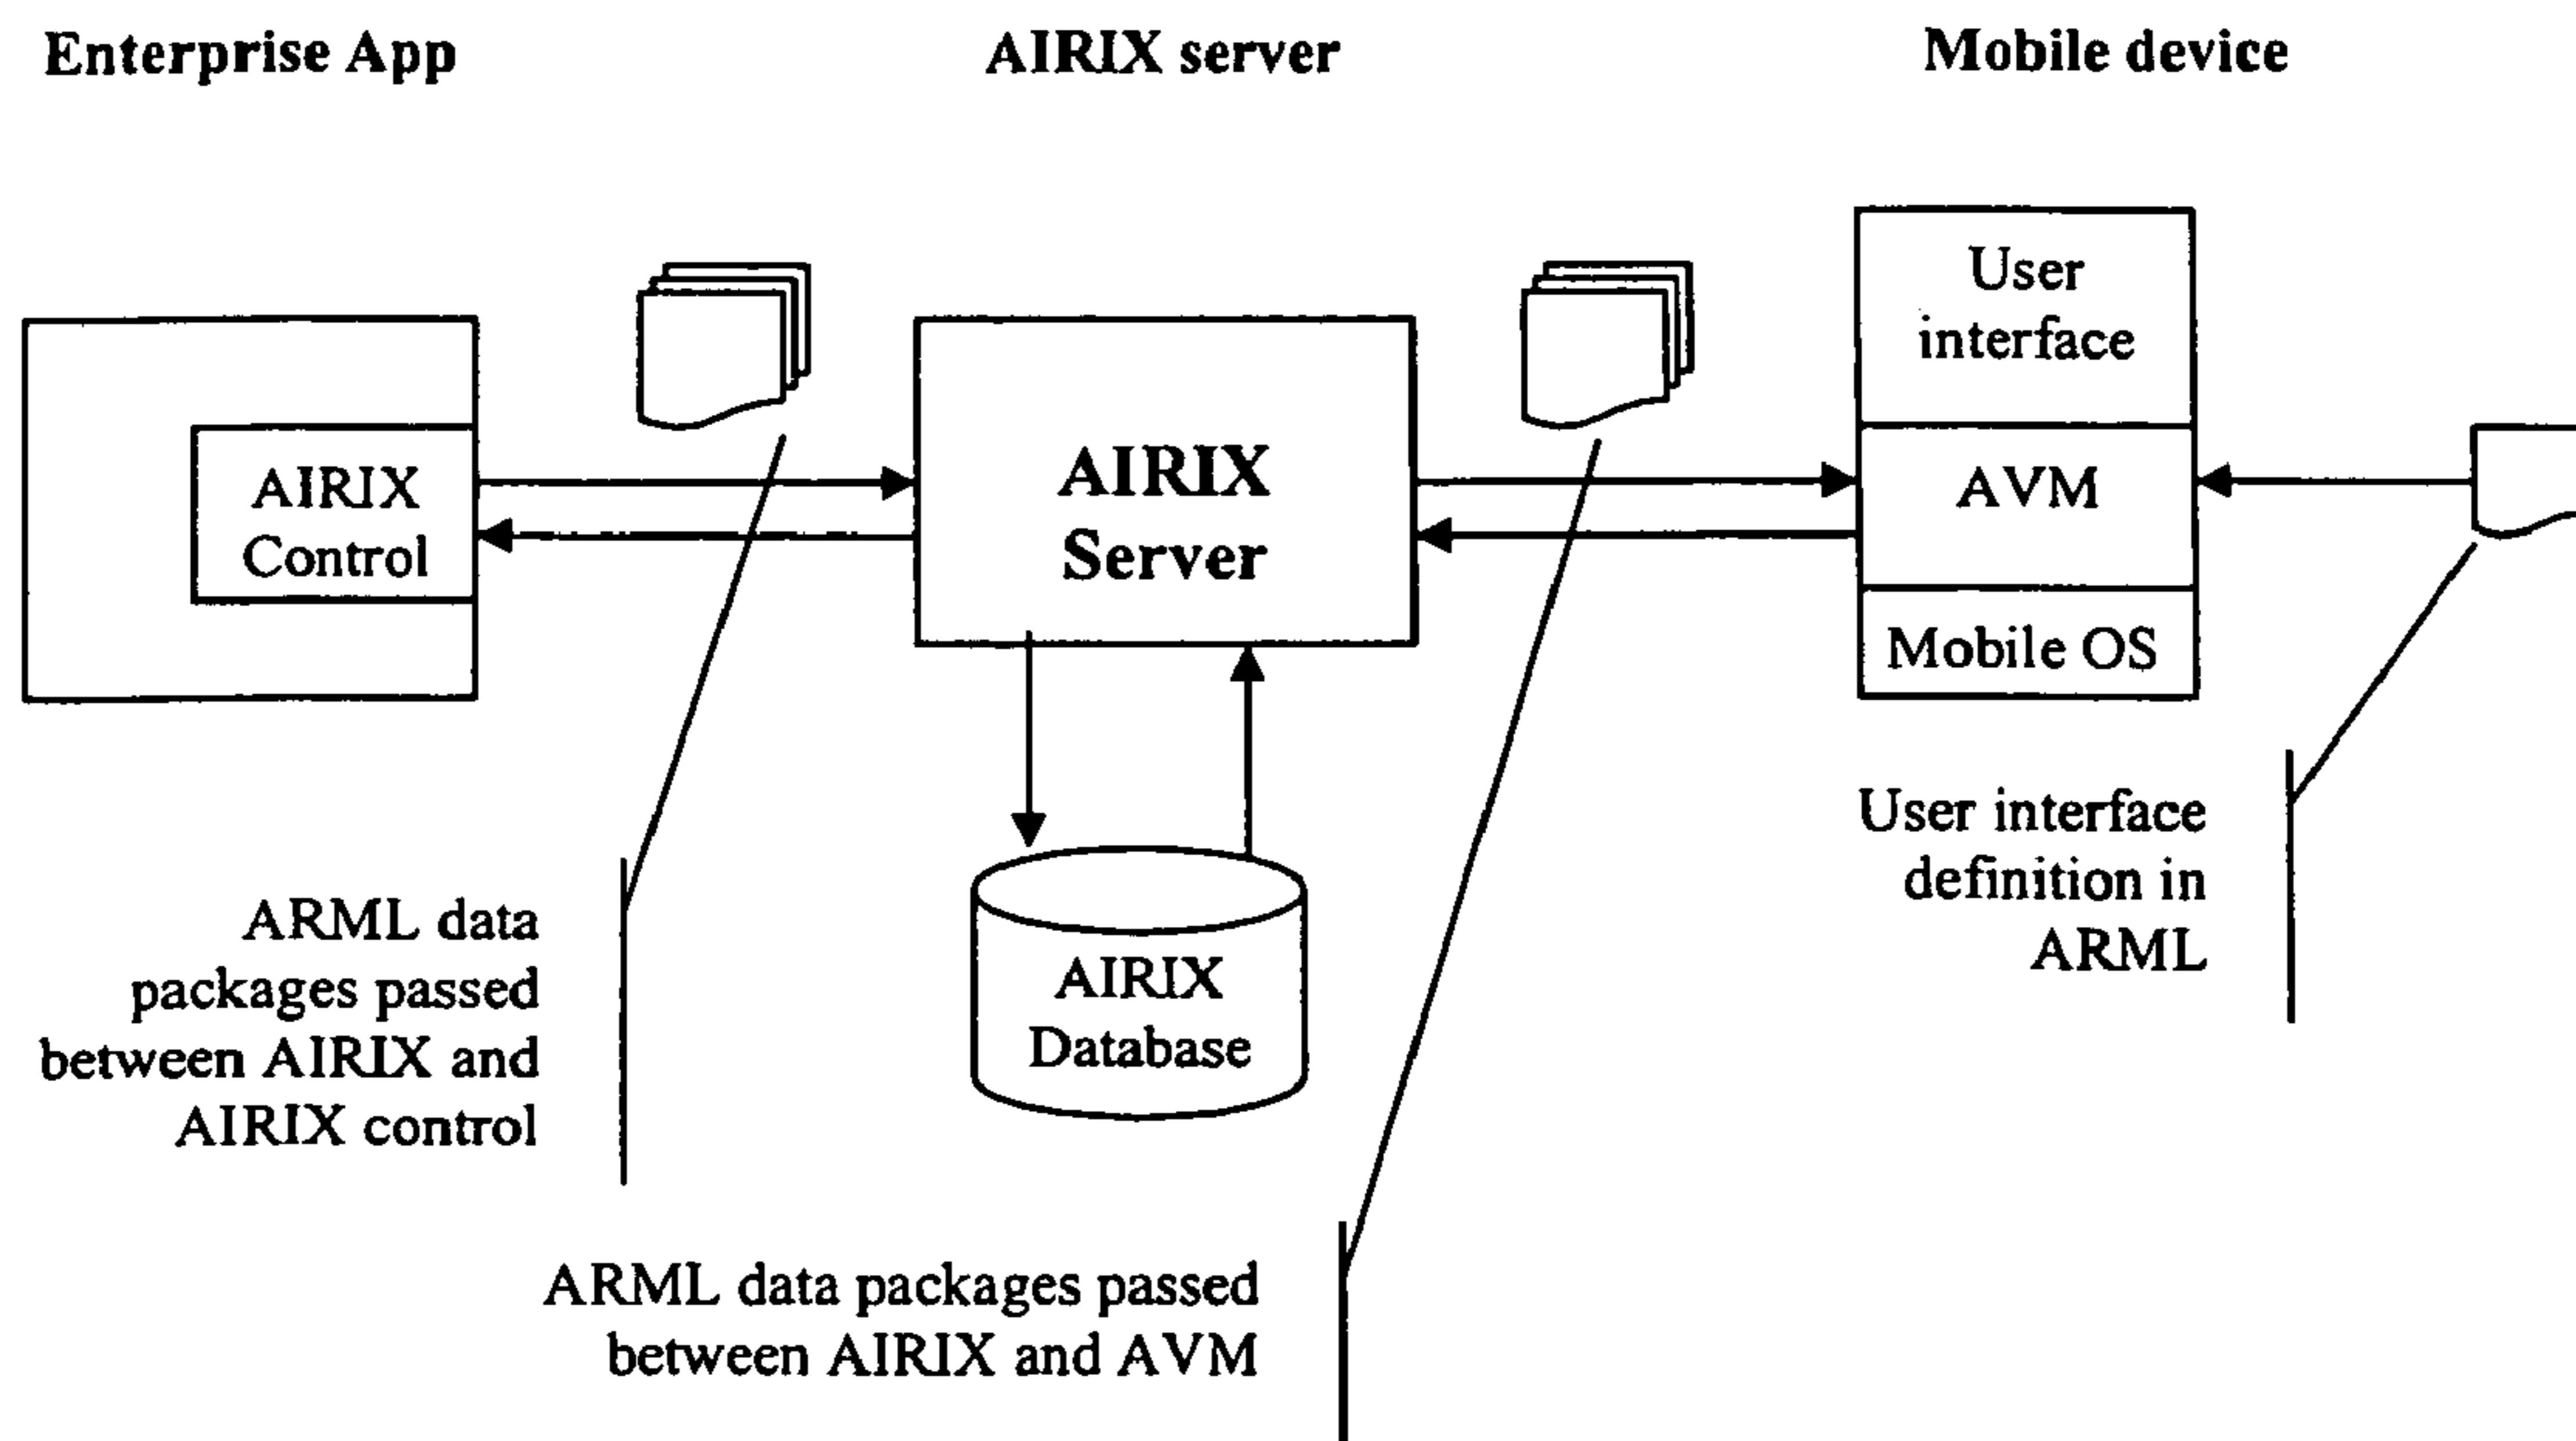 Enterprise App
AIRIX server
Mobile device
User
interface
AIRIX
Control
AIRIX
Server
AVM
Mobile OS
AIRIX
Database
User interface
definition in
ARML
ARML data
packages passed
between AIRIX and
AIRIX control
ARML data packages passed
between AIRIX and AVM